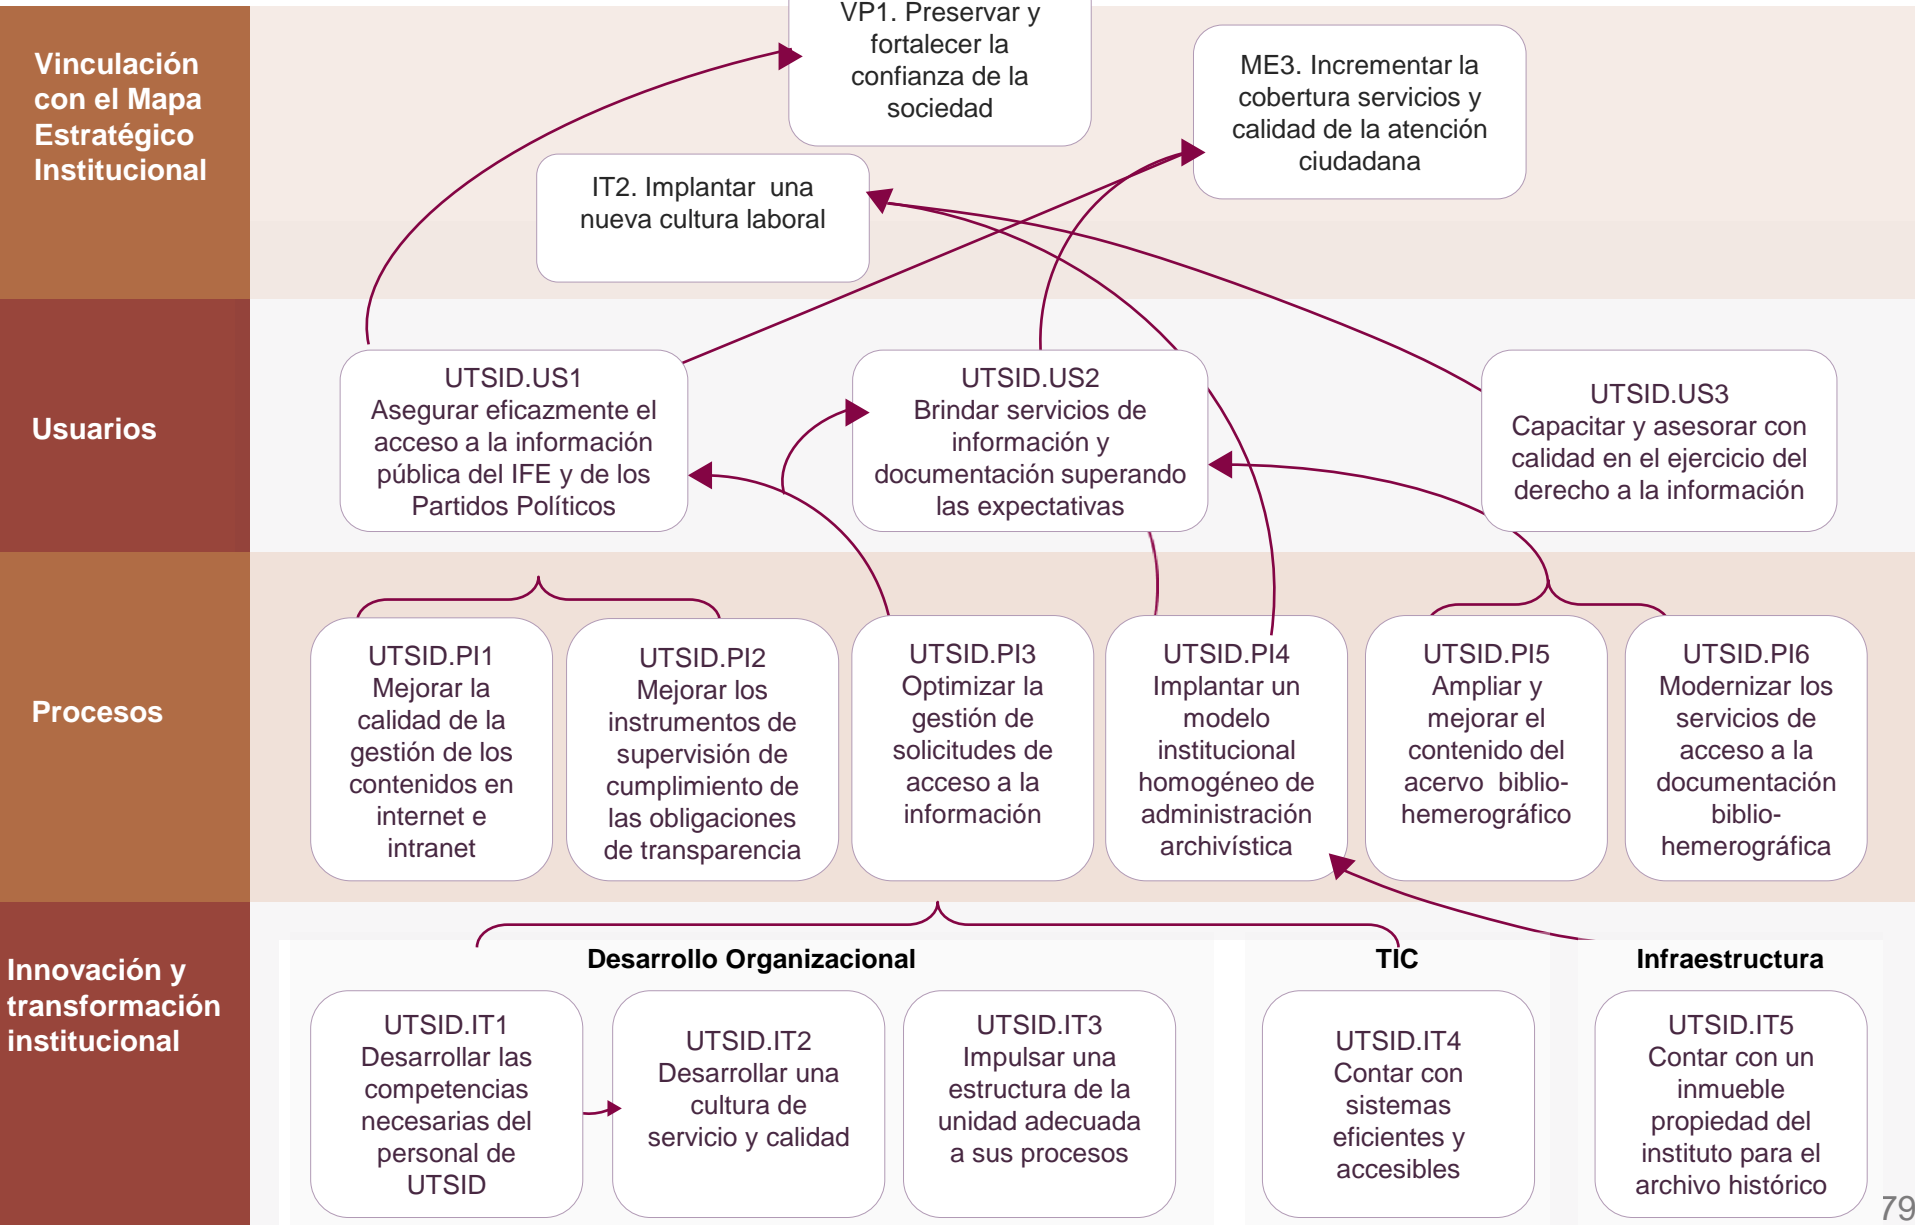 Vinculación
con el Mapa
Estratégico
Institucional
VP1. Preservar y
fortalecer la
confianza de la
sociedad
ME3. Incrementar la
cobertura servicios y
calidad de la atención
ciudadana
IT2. Implantar  una
nueva cultura laboral
Usuarios
UTSID.US1
Asegurar eficazmente el
acceso a la información
pública del IFE y de los
Partidos Políticos
UTSID.US2
Brindar servicios de
información y
documentación superando
las expectativas
UTSID.US3
Capacitar y asesorar con
calidad en el ejercicio del
derecho a la información
Procesos
UTSID.PI1
Mejorar la
calidad de la
gestión de los
contenidos en
internet e
intranet
UTSID.PI2
Mejorar los
instrumentos de
supervisión de
cumplimiento de
las obligaciones
de transparencia
UTSID.PI3
Optimizar la
gestión de
solicitudes de
acceso a la
información
UTSID.PI4
Implantar un
modelo
institucional
homogéneo de
administración
archivística
UTSID.PI5
Ampliar y
mejorar el
contenido del
acervo  biblio-
hemerográfico
UTSID.PI6
Modernizar los
servicios de
acceso a la
documentación
biblio-
hemerográfica
Innovación y
transformación
institucional
Desarrollo Organizacional
TIC
Infraestructura
UTSID.IT1
Desarrollar las
competencias
necesarias del
personal de
UTSID
UTSID.IT2
Desarrollar una
cultura de
servicio y calidad
UTSID.IT3
Impulsar una
estructura de la
unidad adecuada
a sus procesos
UTSID.IT4
Contar con
sistemas
eficientes y
accesibles
UTSID.IT5
Contar con un
inmueble
propiedad del
instituto para el
archivo histórico
79